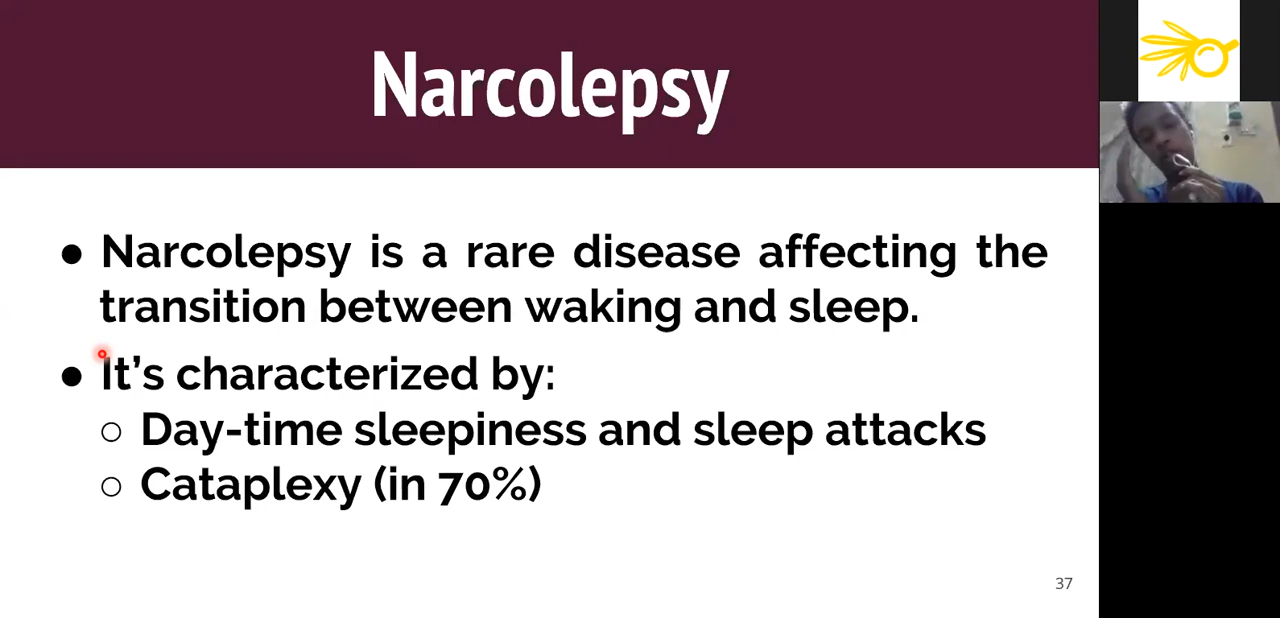 Narcolepsy
● Narcolepsy is a rare disease affecting the
transition between waking and sleep.
● It’s characterized by:
○ Day-time sleepiness and sleep attacks
○ Cataplexy (in 70%)
37